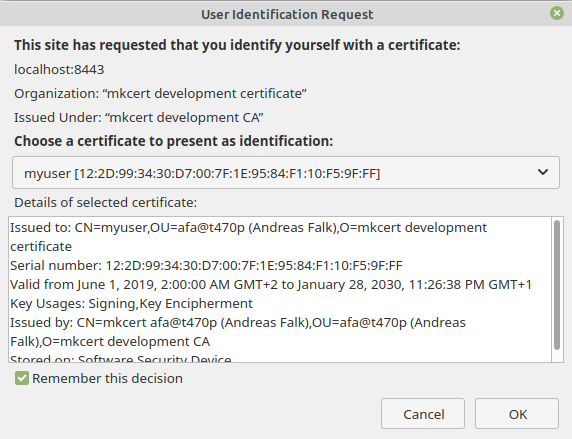 User Identification Request
This site has requested that you identify yourself with a certificate:
localhost:8443
Organization: “mkcert development certificate”
Issued Under: “mkcert development CA”
Choose a certificate to present as identification:
myuser [12:2D:99:34:30:D7:00:7F:1E:95:84:F1:10:F5:9F:FF]
Details of selected certificate:
Issued to: CN=myuser,OU=afa@t470p (Andreas Falk),O=mkcert development
certificate
Serial number: 12:2D:99:34:30:D7:00:7F:1E:95:84:F1:10:F5:9F:FF
Valid from June 1, 2019, 2:00:00 AM GMT+2 to January 28, 2030, 11:26:38 PM GMT+1
Key Usages: Signing,Key Encipherment
Issued by: CN=mkcert afa@t470p (Andreas Falk),OU=afa@t470p (Andreas
Falk),O=mkcert development CA
Stored on: Software Security Device
Remember this decision
Cancel
OK